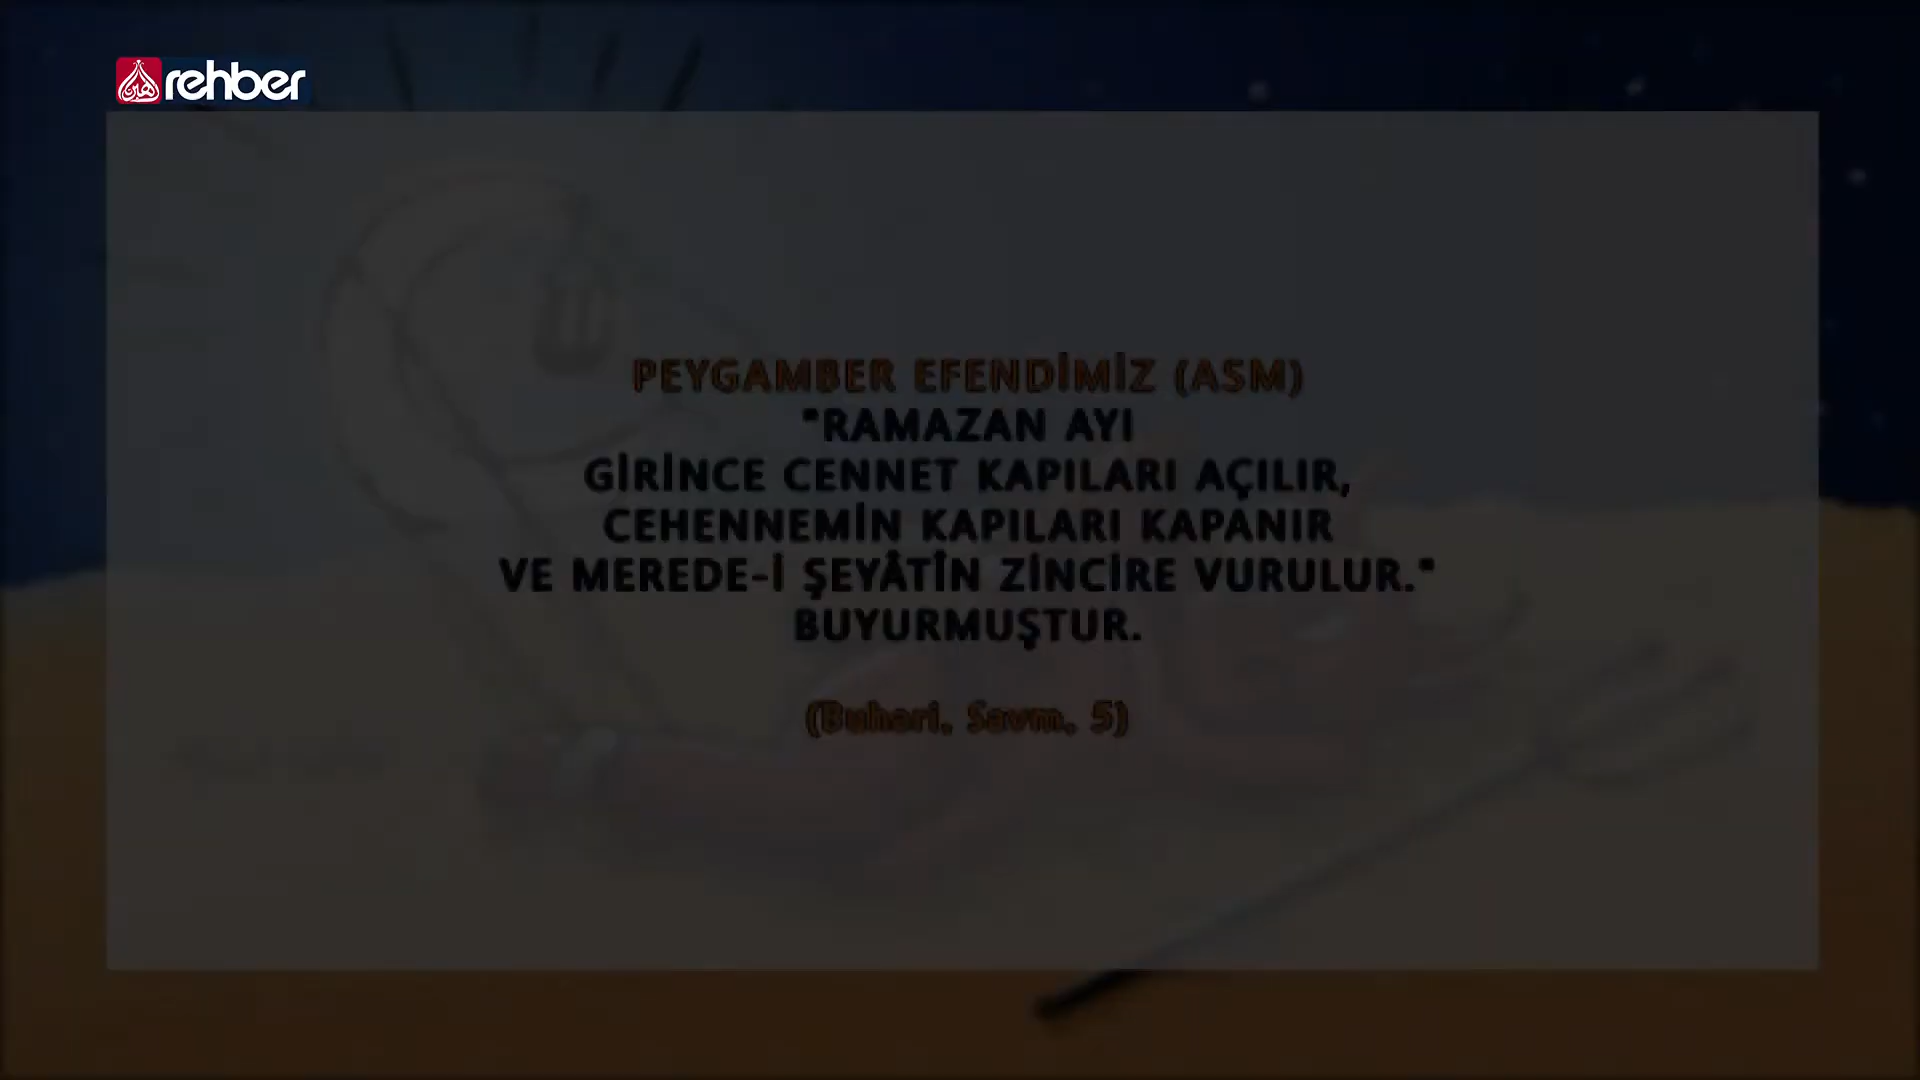 rehber
PEYGAMBER EFENDİMİZ (ASM)
"RAMAZAN AYI
GİRİNCE CENNET KAPILARI AÇILIR,
CEHENNEMİN KAPILARI KAPANIR
VE MEREDE-İ ŞEYÂTÎN ZİNCİRE VURULUR."
BUYURMUŞTUR.
(Buhari, Savm, 5)